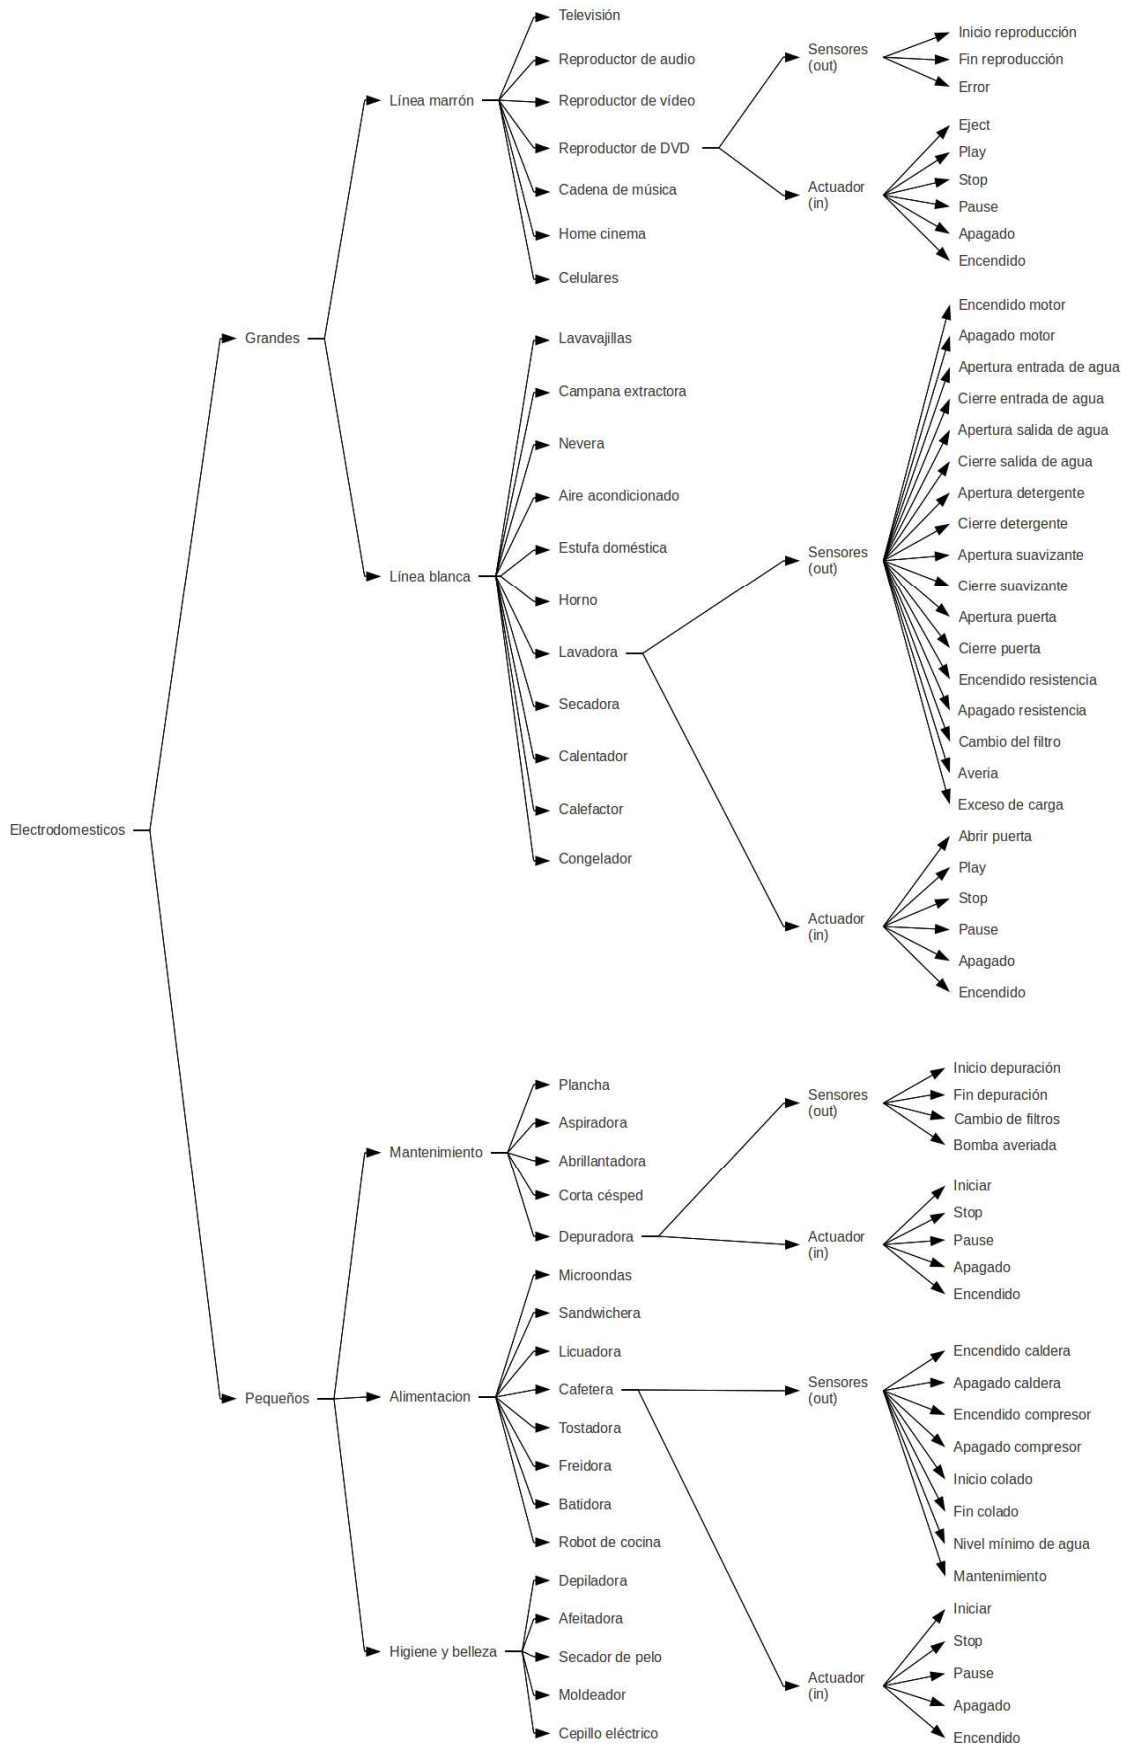 Electrodomesticos
Grandes
Línea marrón
Televisión
Reproductor de audio
Reproductor de vídeo
Reproductor de DVD
Sensores
(out)
Inicio reproducción
Fin reproducción
Error
Actuador
(in)
Eject
Play
Stop
Pause
Apagado
Encendido
Cadena de música
Home cinema
Celulares
Línea blanca
Lavavajillas
Campana extractora
Nevera
Aire acondicionado
Estufa doméstica
Horno
Lavadora
Sensores
(out)
Encendido motor
Apagado motor
Apertura entrada de agua
Cierre entrada de agua
Apertura salida de agua
Cierre salida de agua
Apertura detergente
Cierre detergente
Apertura suavizante
Cierre suavizante
Apertura puerta
Cierre puerta
Encendido resistencia
Apagado resistencia
Cambio del filtro
Averia
Exceso de carga
Actuador
(in)
Abrir puerta
Play
Stop
Pause
Apagado
Encendido
Secadora
Calentador
Calefactor
Congelador
Pequeños
Mantenimiento
Plancha
Aspiradora
Abrillantadora
Corta césped
Depuradora
Sensores
(out)
Inicio depuración
Fin depuración
Cambio de filtros
Bomba averiada
Actuador
(in)
Iniciar
Stop
Pause
Apagado
Encendido
Alimentacion
Microondas
Sandwichera
Licuadora
Cafetera
Sensores
(out)
Encendido caldera
Apagado caldera
Encendido compresor
Apagado compresor
Inicio colado
Fin colado
Nivel mínimo de agua
Mantenimiento
Actuador
(in)
Iniciar
Stop
Pause
Apagado
Encendido
Tostadora
Freidora
Batidora
Robot de cocina
Higiene y belleza
Depiladora
Afeitadora
Secador de pelo
Moldeador
Cepillo eléctrico